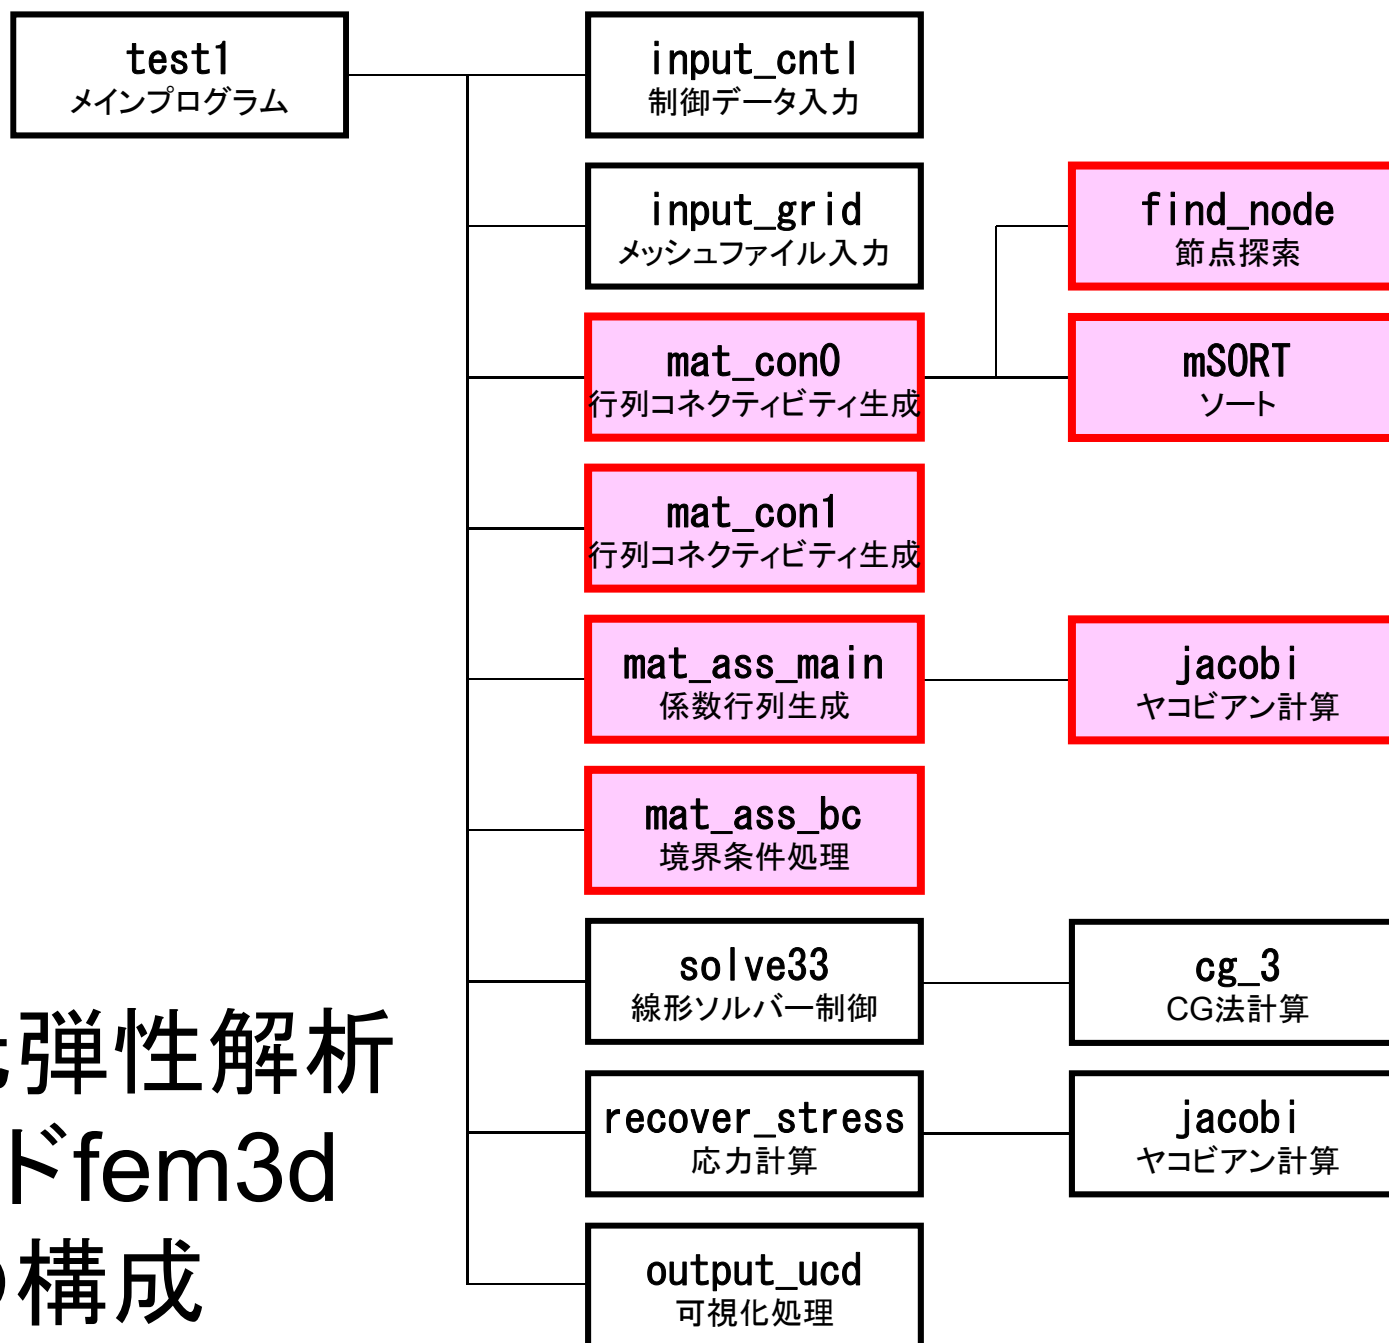 test1
メインプログラム
input_cntl
制御データ入力
input_grid
メッシュファイル入力
find_node
節点探索
mat_con0
行列コネクティビティ生成
mSORT
ソート
mat_con1
行列コネクティビティ生成
mat_ass_main
係数行列生成
jacobi
ヤコビアン計算
mat_ass_bc
境界条件処理
solve33
線形ソルバー制御
cg_3
CG法計算
recover_stress
応力計算
jacobi
ヤコビアン計算
output_ucd
可視化処理
弾性解析
ドfem3d
構成